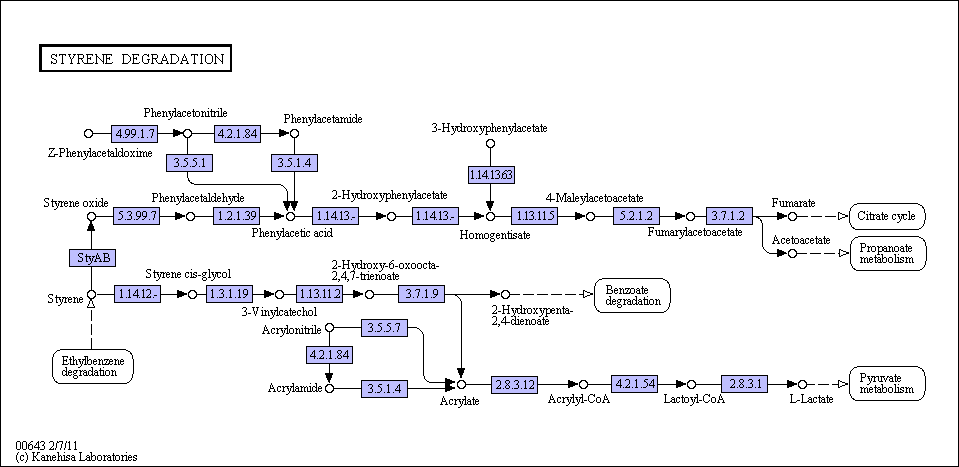 STYRENE DEGRADATION
Phenylacetonitrile
Phenylacetamide
3-Hydroxyphenylacetate
4.99.1.7
4.2.1.84
Z-Phenylacetaldoxime
3.5.5.1
3.5.1.4
1.14.13.63
Phenylacetaldehyde
2-Hydroxyphenylacetate
4-Maleylacetoacetate
Styrene oxide
Fumarate
5.3.99.7
1.2.1.39
1.14.13.-
1.14.13.-
1.13.11.5
5.2.1.2
3.7.1.2
Citrate cycle
Phenylacetic acid
Homogentisate
Fumarylacetoacetate
Acetoacetate
Propanoate
metabolism
StyAB
Styrene cis-glycol
2-Hydroxy-6-oxoocta-
2,4,7-trienoate
Styrene
1.14.12.-
1.3.1.19
1.13.11.2
3.7.1.9
Benzoate
degradation
3-Vinylcatechol
2-Hydroxypenta-
2,4-dienoate
Acrylonitrile
3.5.5.7
4.2.1.84
Ethylbenzene
degradation
Acrylamide
3.5.1.4
2.8.3.12
4.2.1.54
2.8.3.1
Pyruvate
metabolism
Acrylate
Acrylyl-CoA
Lactoyl-CoA
L-Lactate
00643 2/7/11
(c) Kanehisa Laboratories